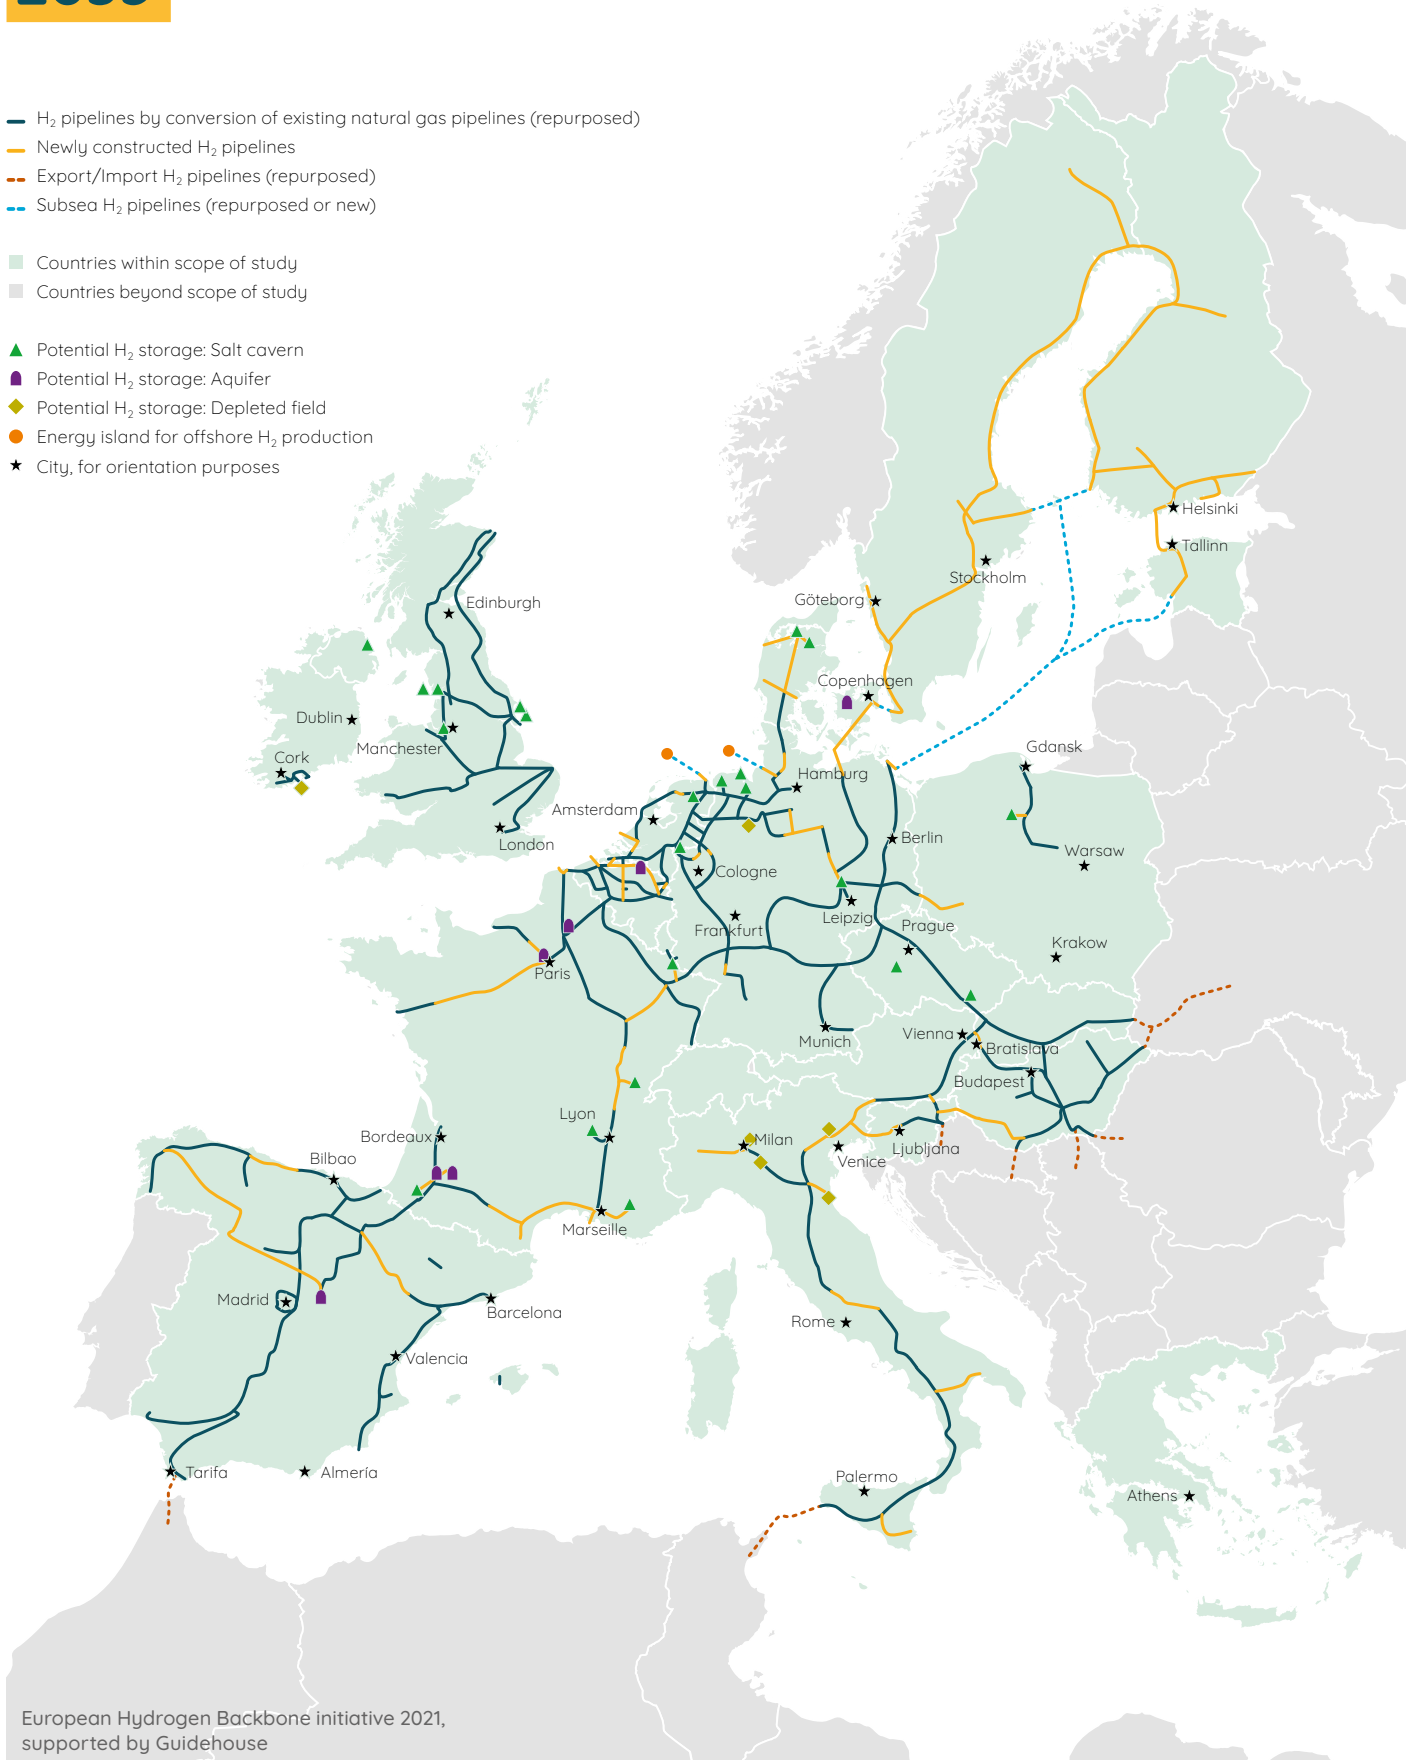 H₂ pipelines by conversion of existing natural gas pipelines (repurposed)
Newly constructed H₂ pipelines
Export/Import H₂ pipelines (repurposed)
Subsea H₂ pipelines (repurposed or new)
Countries within scope of study
Countries beyond scope of study
Potential H₂ storage: Salt cavern
Potential H₂ storage: Aquifer
Potential H₂ storage: Depleted field
Energy island for offshore H₂ production
City, for orientation purposes
Helsinki
Tallinn
Stockholm
Göteborg
Edinburgh
Copenhagen
Dublin
Manchester
Cork
Gdansk
Hamburg
Amsterdam
Berlin
London
Warsaw
Cologne
Leipzig
Frankfurt
Prague
Krakow
Paris
Munich
Vienna
Bratislava
Budapest
Lyon
Bordeaux
Milan
Ljubljana
Venice
Bilbao
Marseille
Madrid
Barcelona
Rome
Valencia
Tarifa
Almería
Palermo
Athens
European Hydrogen Backbone initiative 2021,
supported by Guidehouse